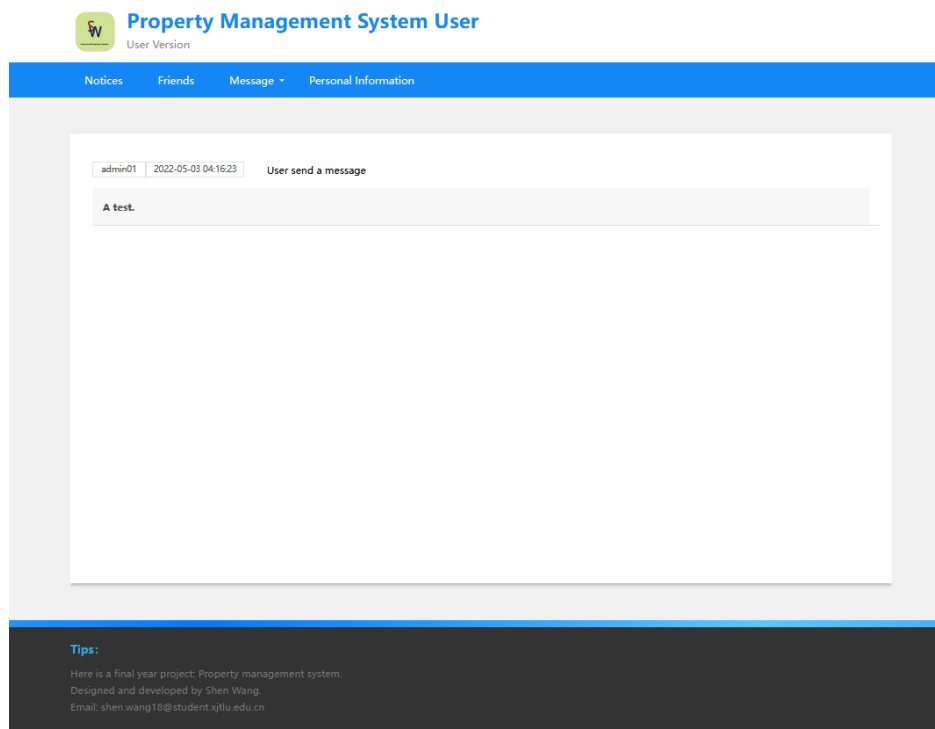 SW
Property Management System User
User Version
Notices Friends Message Personal Information
admin01 2022-05-03 04:16:23 User send a message
A test.
Tips:
Here is a final year project: Property management system.
Designed and developed by Shen Wang.
Email: shen.wang18@student.xjtlu.edu.cn